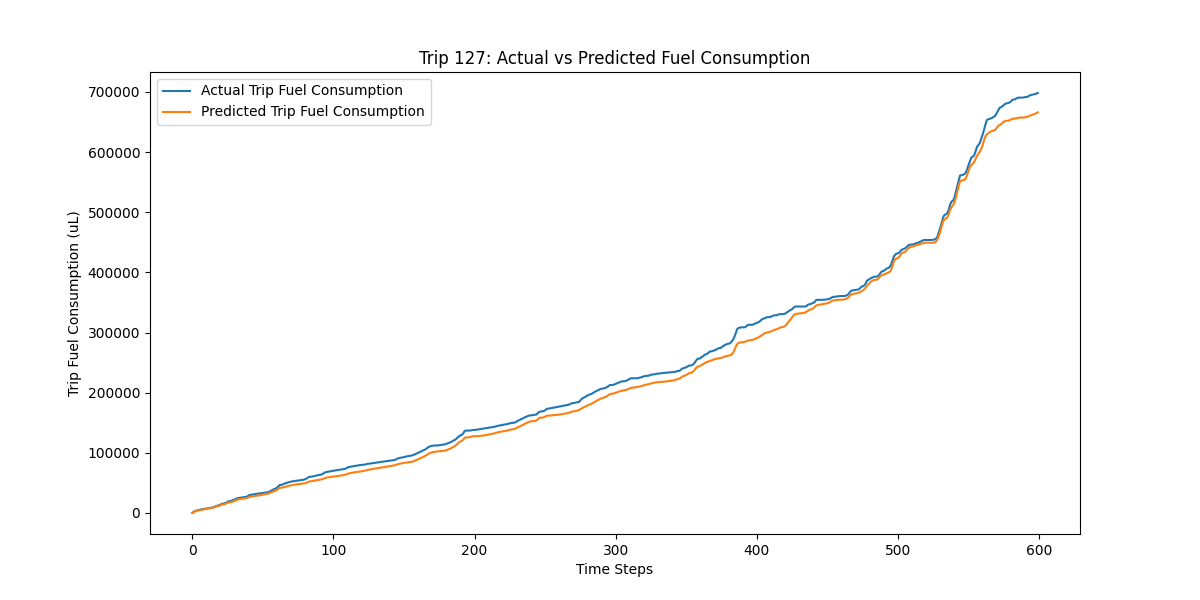 Trip 127: Actual vs Predicted Fuel Consumption
Actual Trip Fuel Consumption
Predicted Trip Fuel Consumption
Trip Fuel Consumption (uL)
700000
600000
500000
400000
300000
200000
100000
0
0 100 200 300 400 500 600
Time Steps